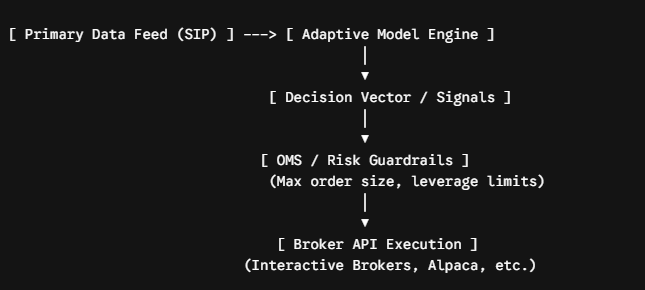 [ Primary Data Feed (SIP) ] ---> [ Adaptive Model Engine ]
[ Decision Vector / Signals ]
[ OMS / Risk Guardrails ]
(Max order size, leverage limits)
[ Broker API Execution ]
(Interactive Brokers, Alpaca, etc.)